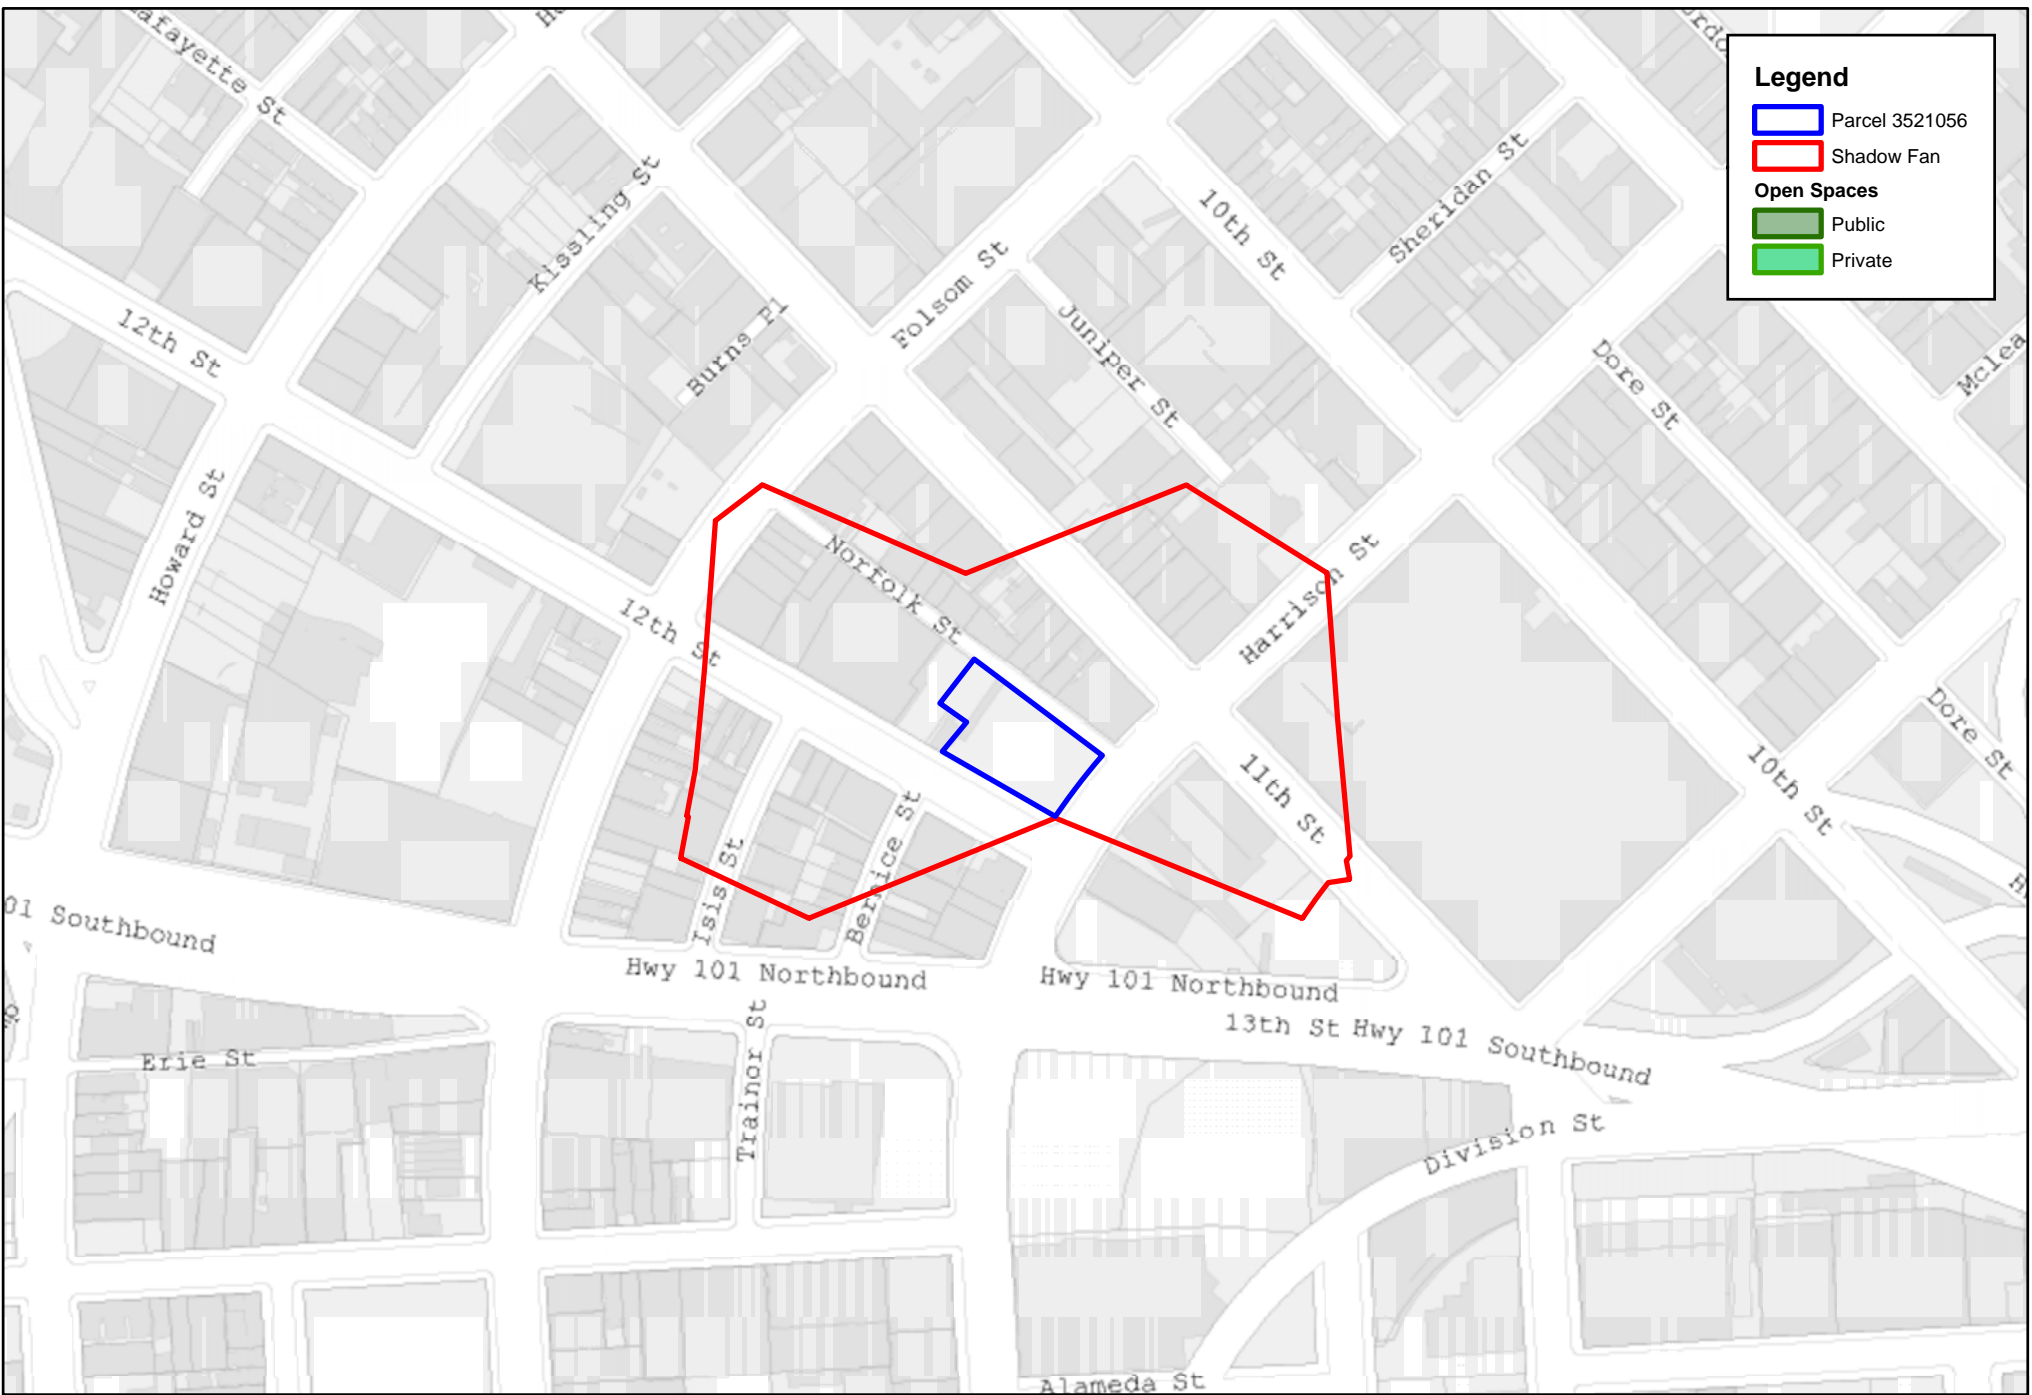 Legend
Parcel 3521056
Shadow Fan
Open Spaces
Public
Private
afayette St
Kissling St
Burns Pl
Folsom St
10th St
Sheridan St
Juniper St
12th St
Dore St
Mclea
Howard St
Norfolk St
12th St
Harrison St
11th St
10th St
Dore St
Isis St
Bernice St
01 Southbound
Hwy 101 Northbound
Hwy 101 Northbound
13th St
Hwy 101 Southbound
Erie St
Trainor St
Division St
Alameda St